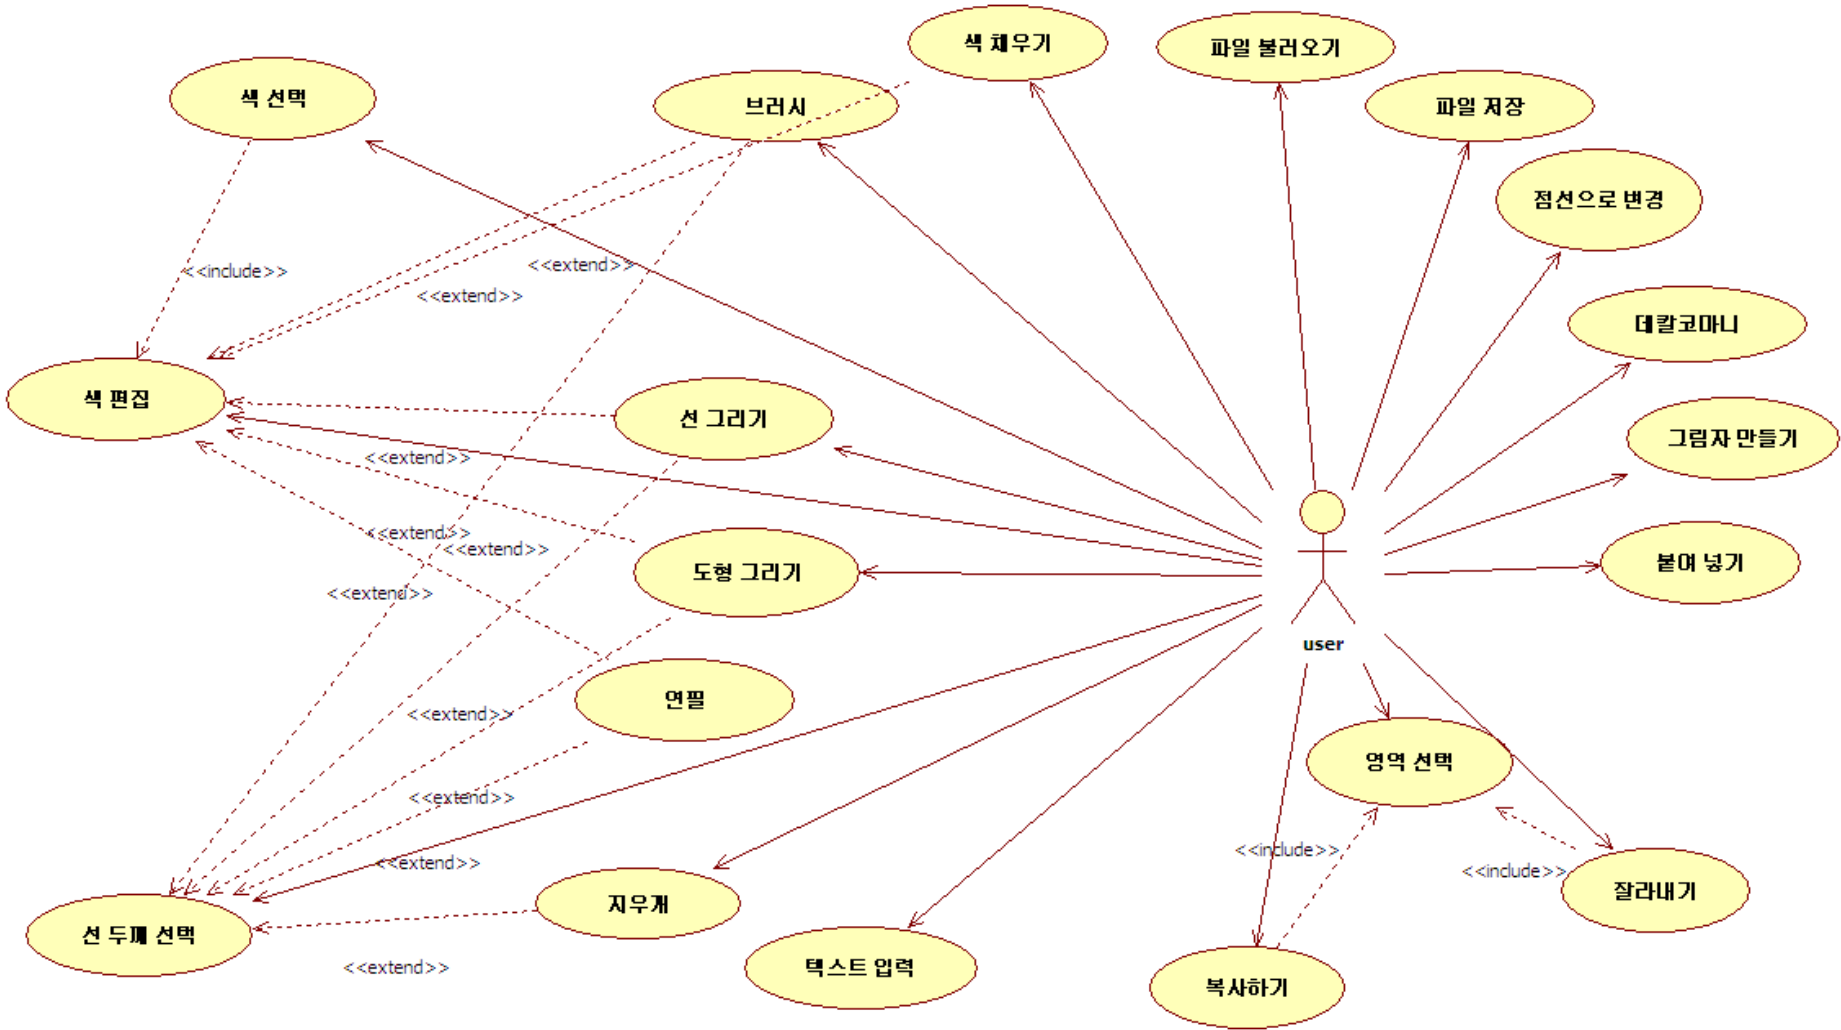 색 채우기
파일 불러오기
색 선택
브러시
파일 저장
점선으로 변경
<<include>>
<<extend>>
<<extend>>
데칼코마니
색 편집
선 그리기
그림자 만들기
<<extend>>
<<extend>>
<<extend>>
도형 그리기
붙여 넣기
<<extend>>
user
연필
<<extend>>
영역 선택
<<extend>>
<<include>>
<<extend>>
<<include>>
지우개
잘라내기
선 두께 선택
<<extend>>
텍스트 입력
복사하기